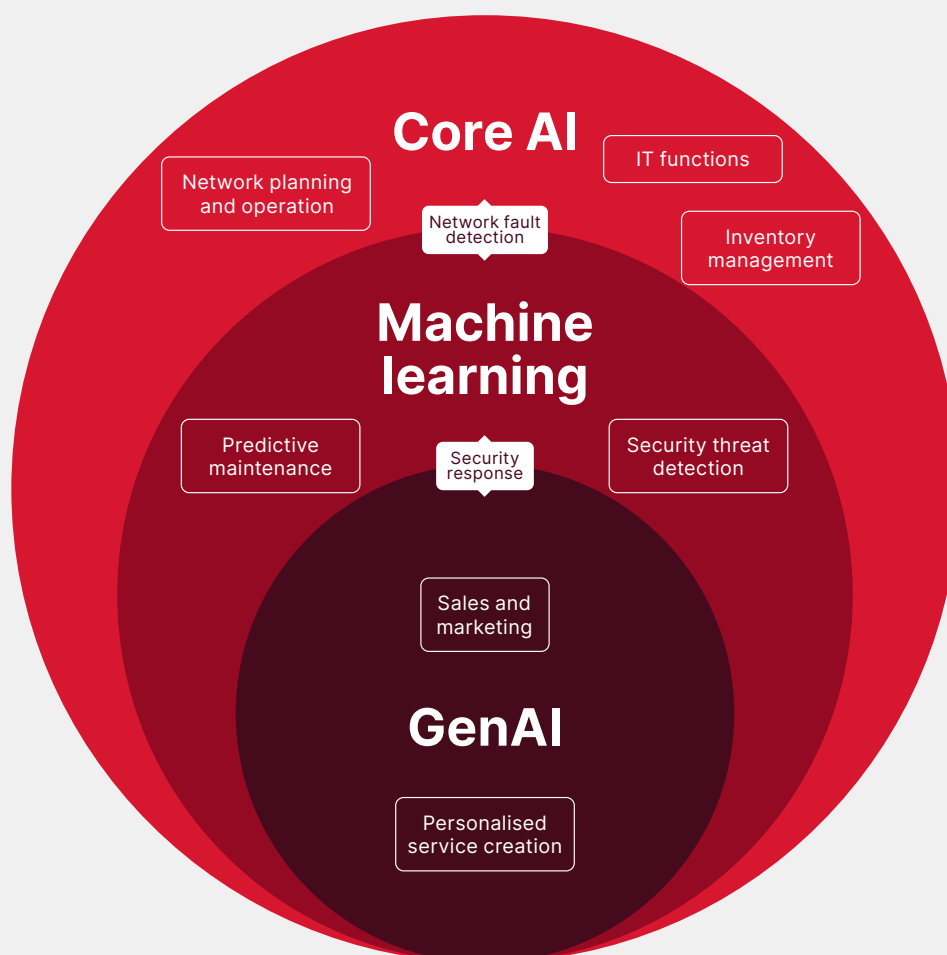 Core AI
IT functions
Network planning
and operation
Network fault
detection
Inventory
management
Machine
learning
Predictive
maintenance
Security
response
Security threat
detection
Sales and
marketing
GenAI
Personalised
service creation